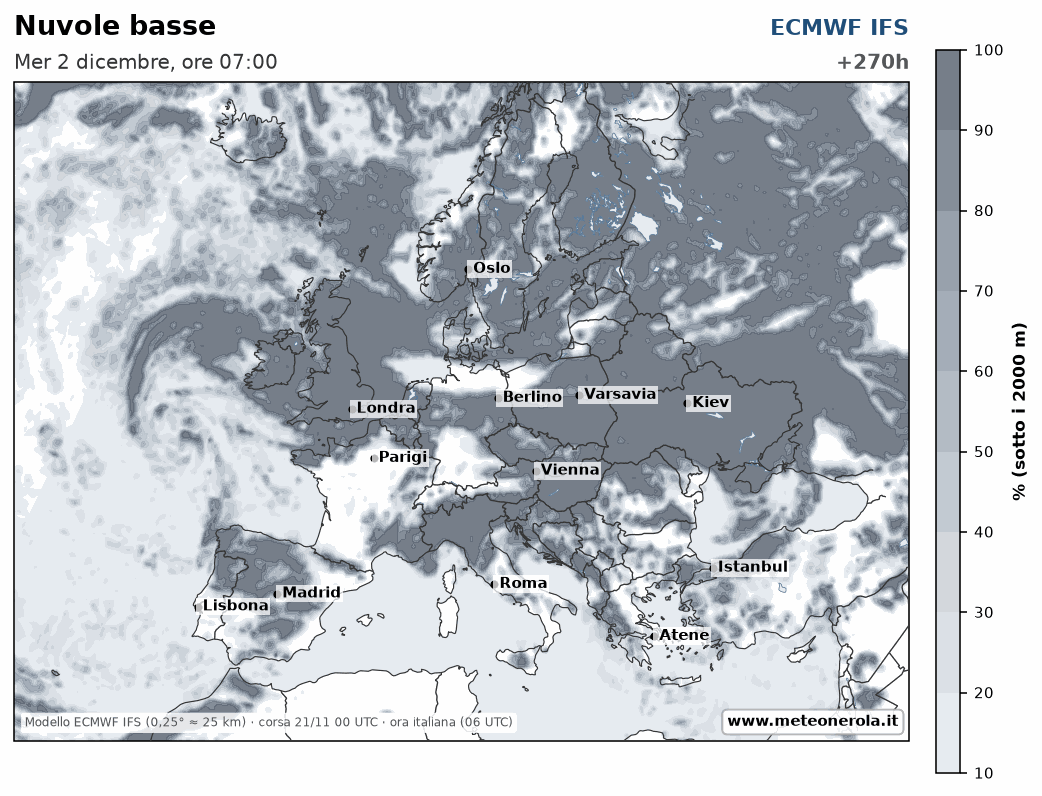 Nuvole basse
ECMWF IFS
Mer 2 dicembre, ore 07:00
+270h
100
90
80
70
60
50
40
30
20
10
% (sotto i 2000 m)
Oslo
Londra
Berlino
Varsavia
Kiev
Parigi
Vienna
Istanbul
Roma
Madrid
Lisbona
Atene
Modello ECMWF IFS (0,25° ≈ 25 km) · corsa 21/11 00 UTC · ora italiana (06 UTC)
www.meteonerola.it